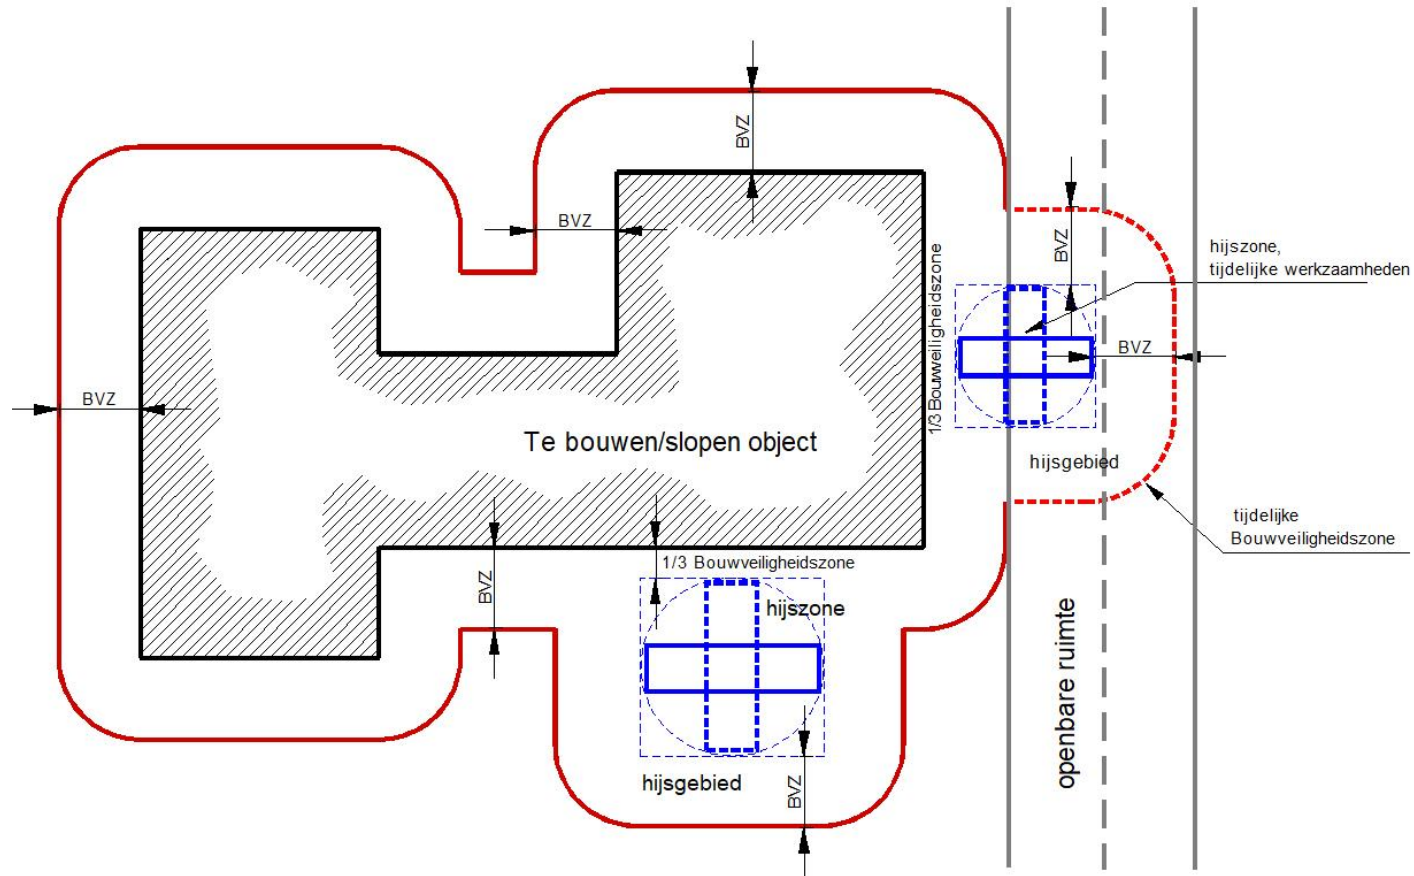 BVZ
BVZ
BVZ
hijszone,
tijdelijke werkzaamheden
1/3 Bouwveiligheidszone
BVZ
BVZ
Te bouwen/slopen object
hijsgebied
tijdelijke
Bouwveiligheidszone
1/3 Bouwveiligheidszone
BVZ
hijszone
openbare ruimte
hijsgebied
BVZ